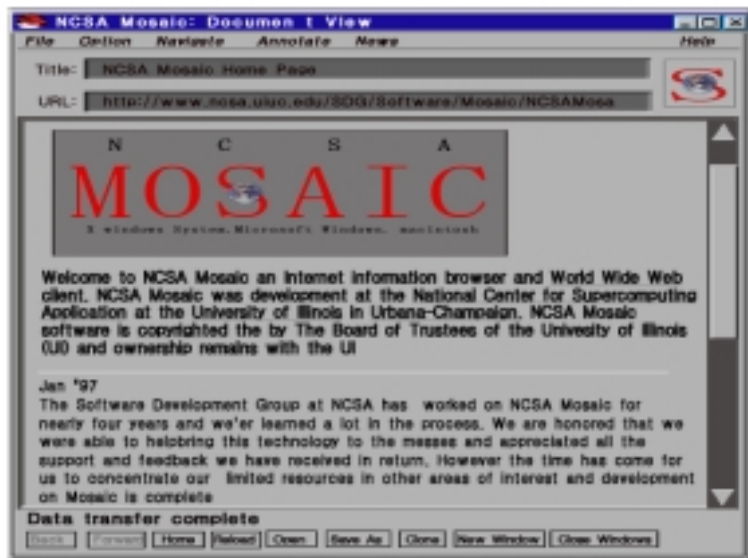 NCSA Mosaic: Documen t View
File Option Navigate Annotate News Help
Title: NCSA Mosaic Home Page
URL: http://www.ncsa.uiuc.edu/SDG/Software/Mosaic/NCSAMosa
S
N C S A
MOSAIC
X windows System.Microsoft Windows. macintosh
Welcome to NCSA Mosaic an Internet Information browser and World Wide Web
client. NCSA Mosaic was development at the National Center for Supercomputing
Application at the University of Illinois in Urbana-Champaign. NCSA Mosaic
software is copyrighted the by The Board of Trustees of the Univesity of Illinois
(UI) and ownership remains with the UI
Jan '97
The Software Development Group at NCSA has worked on NCSA Mosaic for
nearly four years and we'er learned a lot in the process. We are honored that we
were able to helobring this technology to the messes and appreciated all the
support and feedback we have received in return. However the time has come for
us to concentrate our limited resources in other areas of interest and development
on Mosaic is complete
Data transfer complete
Back Forward Home Reload Open Save As Clone New Window Close Windows